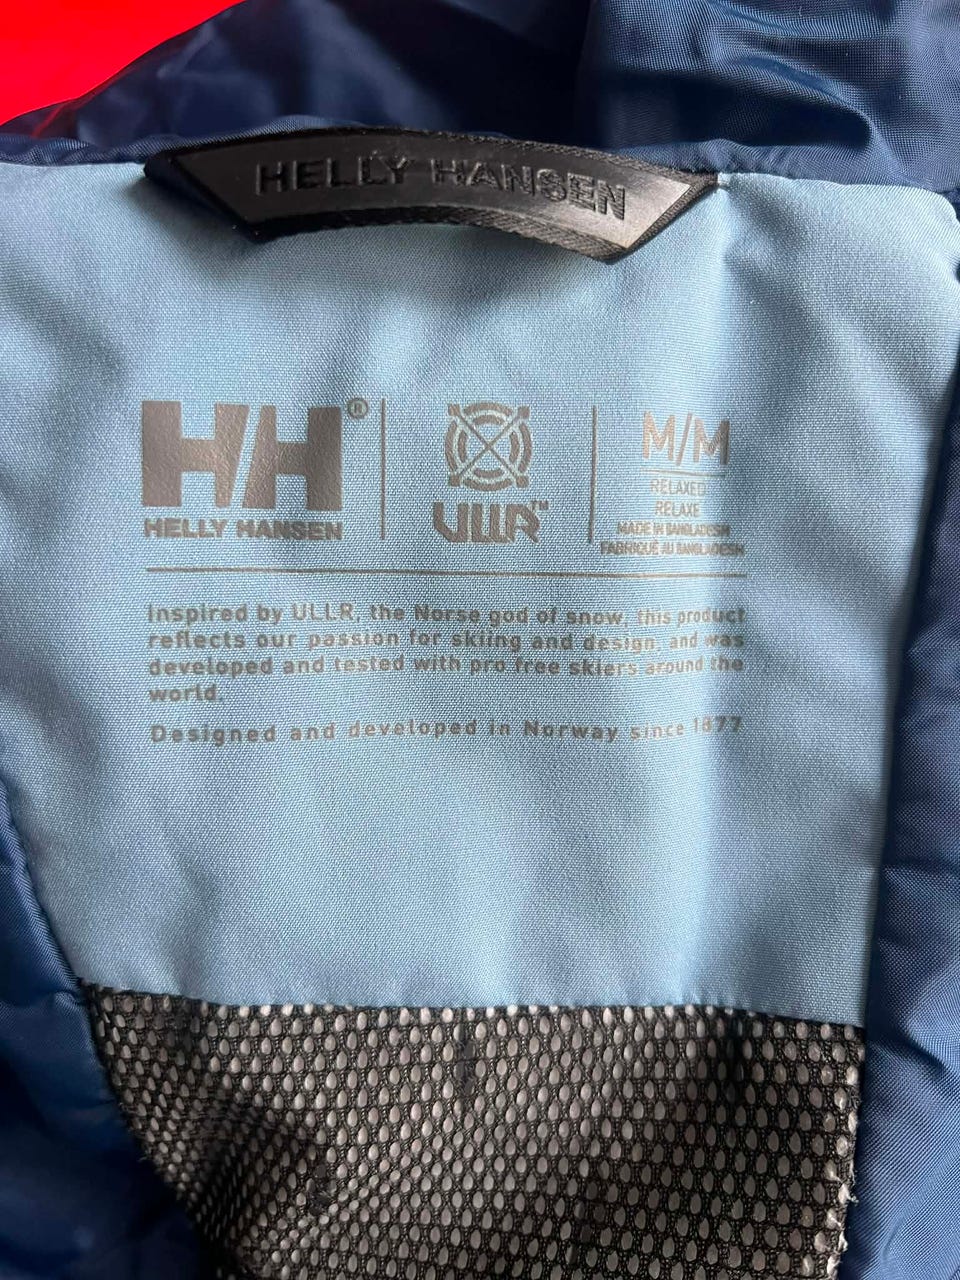 HELLY HANSEN
H/H®
HELLY HANSEN
ULLR™
M/M
RELAXED
RELAXE
MADE IN BANGLADESH
FABRIQUÉ AU BANGLADESH
Inspired by ULLR, the Norse god of snow, this product
reflects our passion for skiing and design, and was
developed and tested with pro free skiers around the
world.
Designed and developed in Norway since 1877